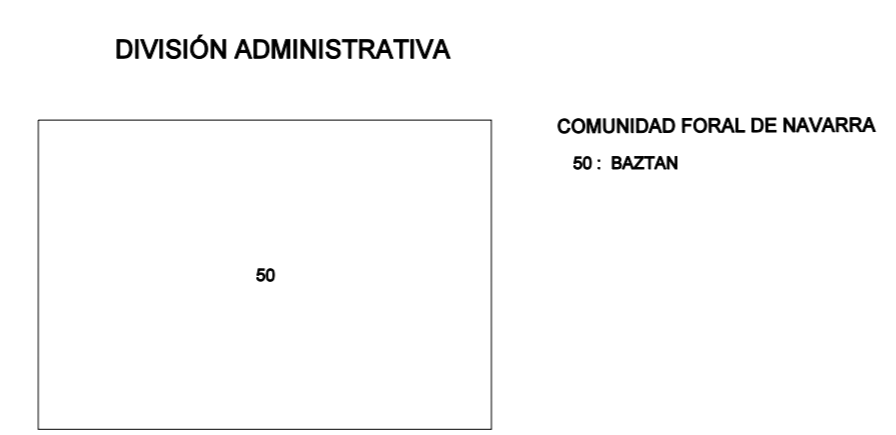 DIVISIÓN ADMINISTRATIVA
COMUNIDAD FORAL DE NAVARRA
50 : BAZTAN
50